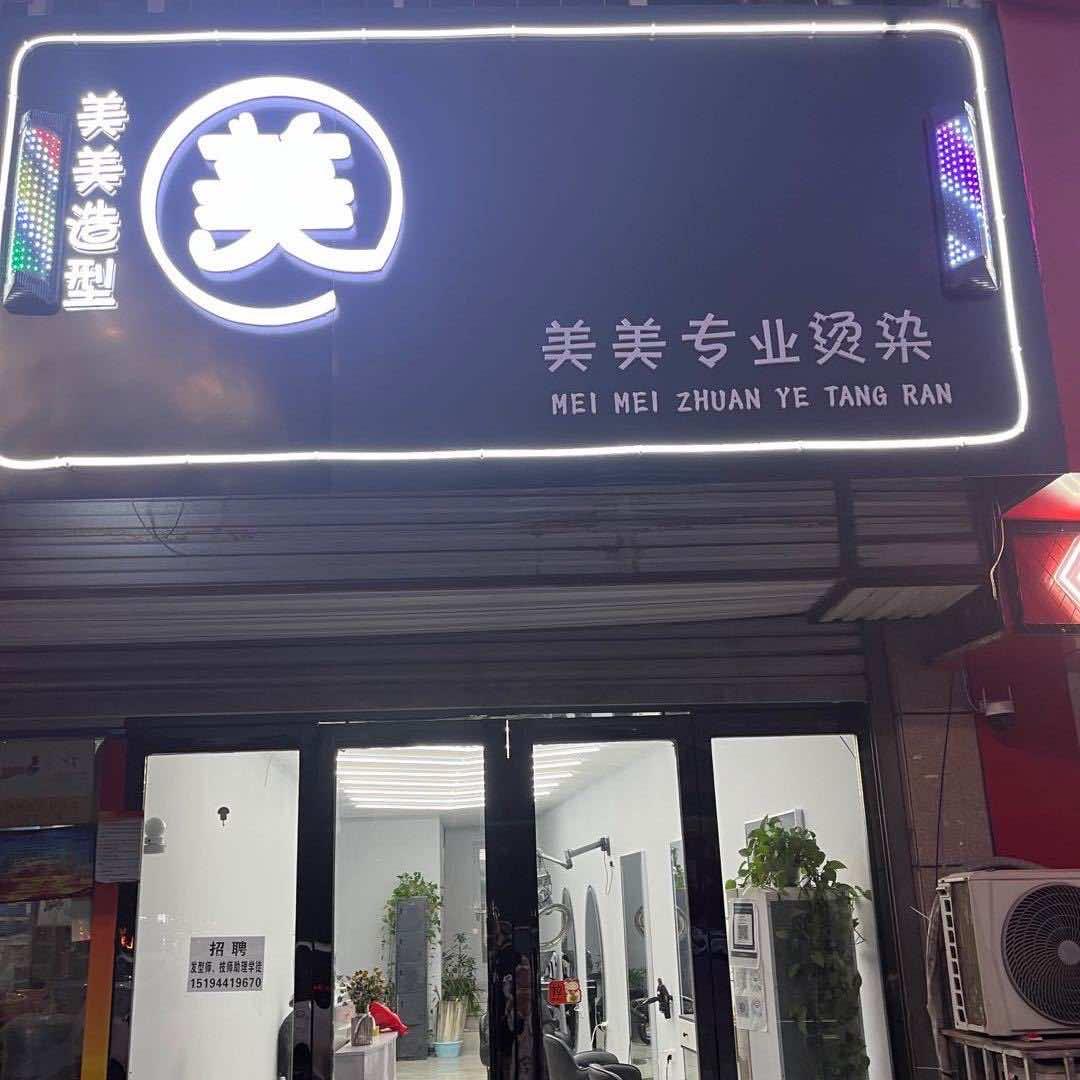 美美造型
美
美美专业烫染
MEI MEI ZHUAN YE TANG RAN
招聘
发型师、技师助理学徒
15194419670